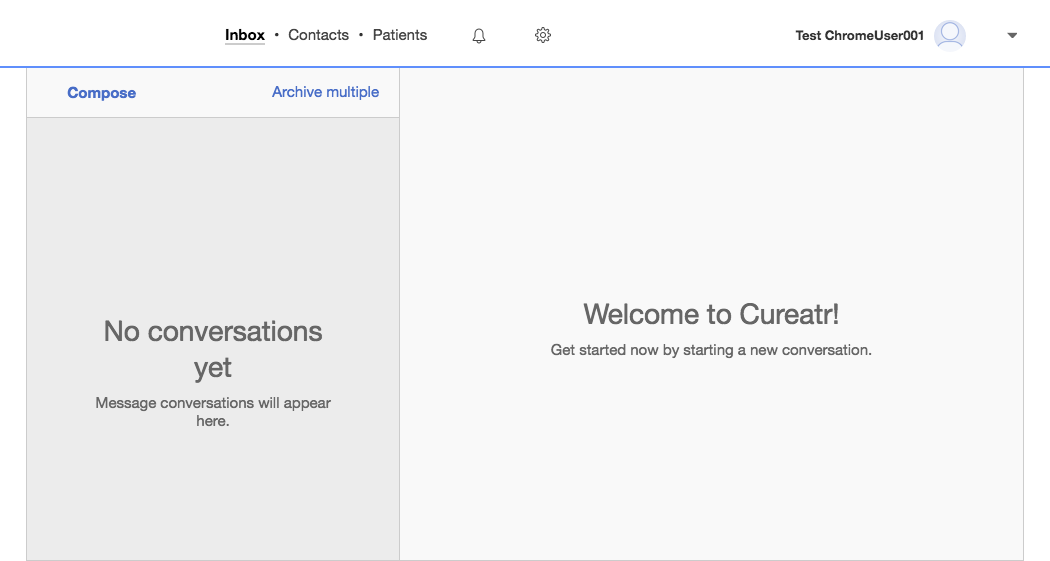 Inbox • Contacts • Patients
Test ChromeUser001
Compose
Archive multiple
No conversations
yet
Message conversations will appear
here.
Welcome to Cureatr!
Get started now by starting a new conversation.